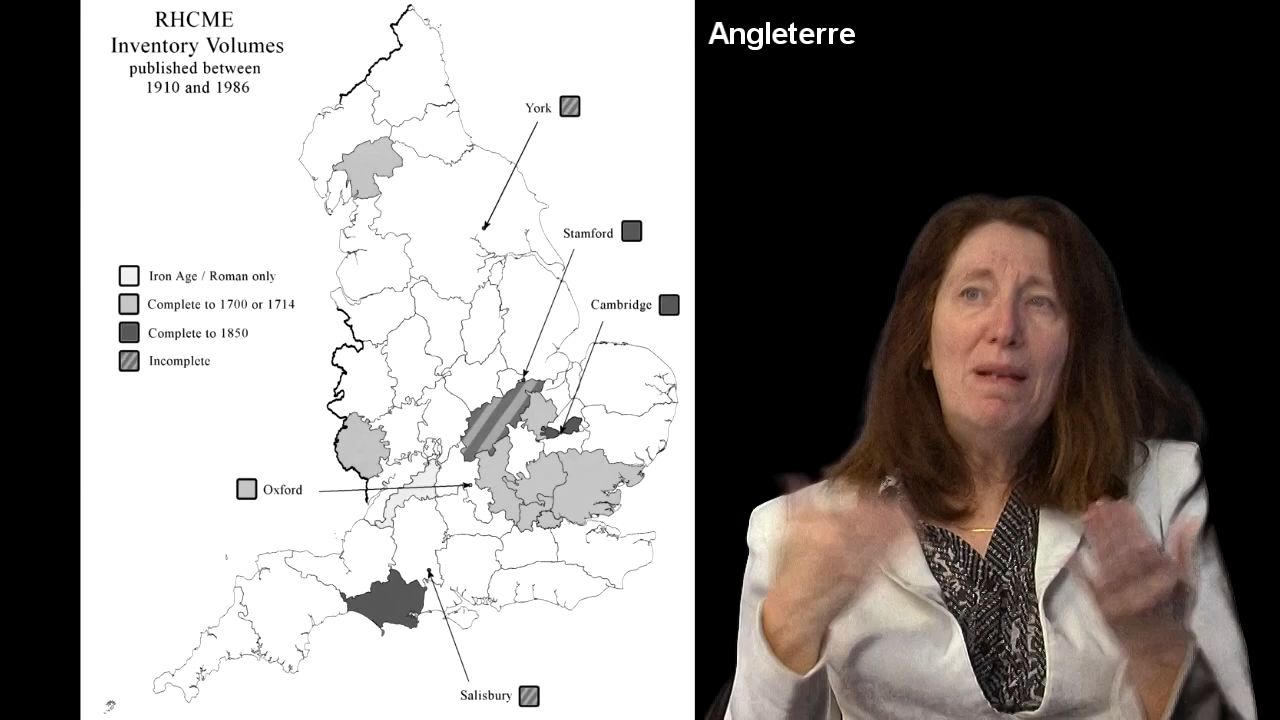 RHCME
Inventory Volumes
published between
1910 and 1986
Angleterre
York
Stamford
Cambridge
Iron Age / Roman only
Complete to 1700 or 1714
Complete to 1850
Incomplete
Oxford
Salisbury